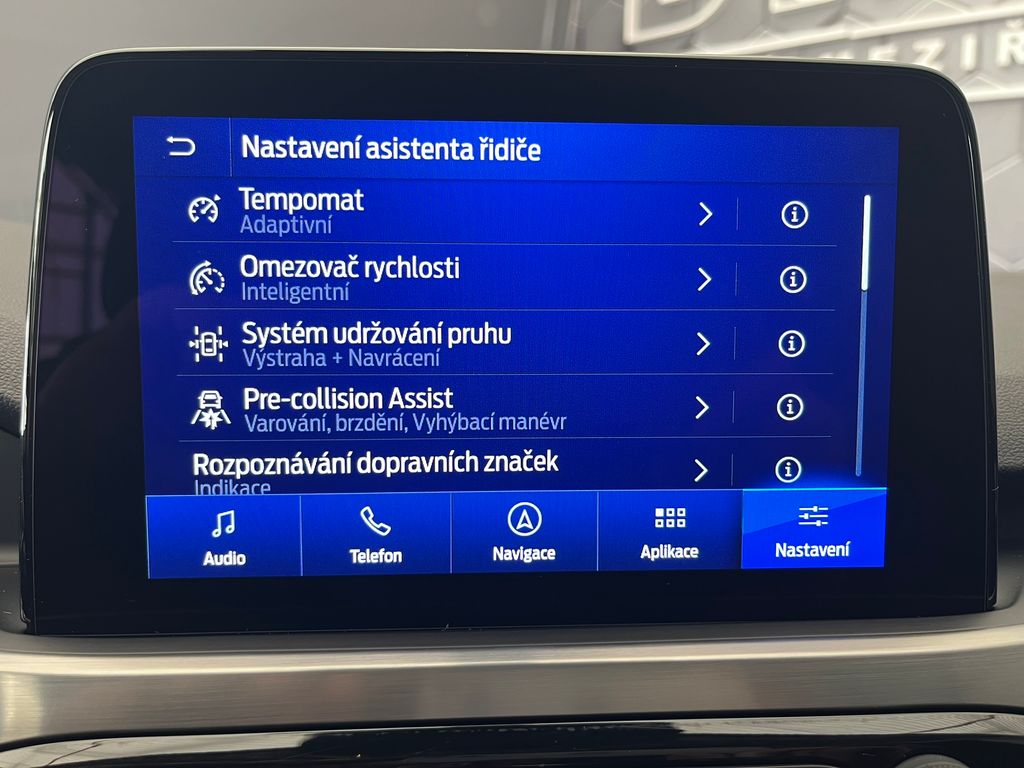 Nastavení asistenta řidiče
Tempomat
Adaptivní
Omezovač rychlosti
Inteligentní
Systém udržování pruhu
Výstraha + Navrácení
Pre-collision Assist
Varování, brzdění, Vyhýbací manévr
Rozpoznávání dopravních značek
Indikace
Audio
Telefon
Navigace
Aplikace
Nastavení